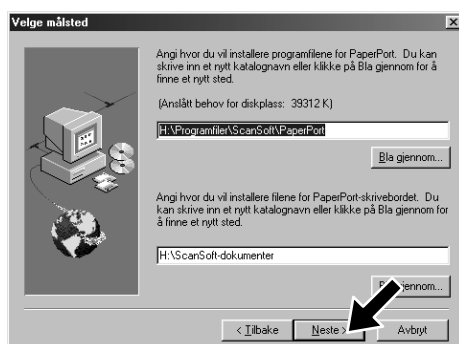 Velge målsted
Angi hvor du vil installere programfilene for PaperPort. Du kan
skrive inn et nytt katalognavn eller klikke på Bla gjennom for å
finne et nytt sted.
(Anslått behov for diskplass: 39312 K)
H:\Programfiler\ScanSoft\PaperPort
Bla gjennom...
Angi hvor du vil installere filene for PaperPort-skrivebordet. Du
kan skrive inn et nytt katalognavn eller klikke på Bla gjennom for
å finne et nytt sted.
H:\ScanSoft-dokumenter
jennom...
< Tilbake Neste > Avbryt